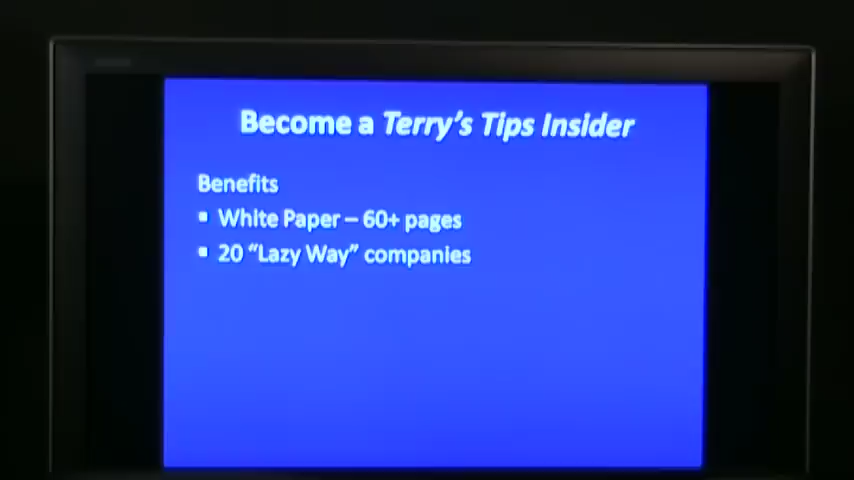 Become a Terry's Tips Insider
Benefits
▪ White Paper – 60+ pages
▪ 20 “Lazy Way” companies